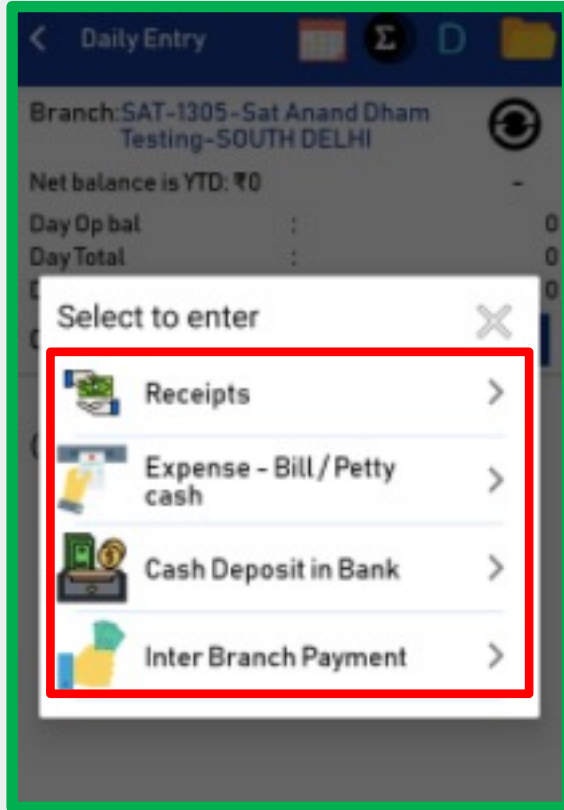 Daily Entry
Σ D
Branch:SAT-1305-Sat Anand Dham
Testing-SOUTH DELHI
Net balance is YTD: ₹0 -
Day Op bal : 0
Day Total : 0
0
Select to enter
Receipts
Expense - Bill / Petty
cash
Cash Deposit in Bank
Inter Branch Payment